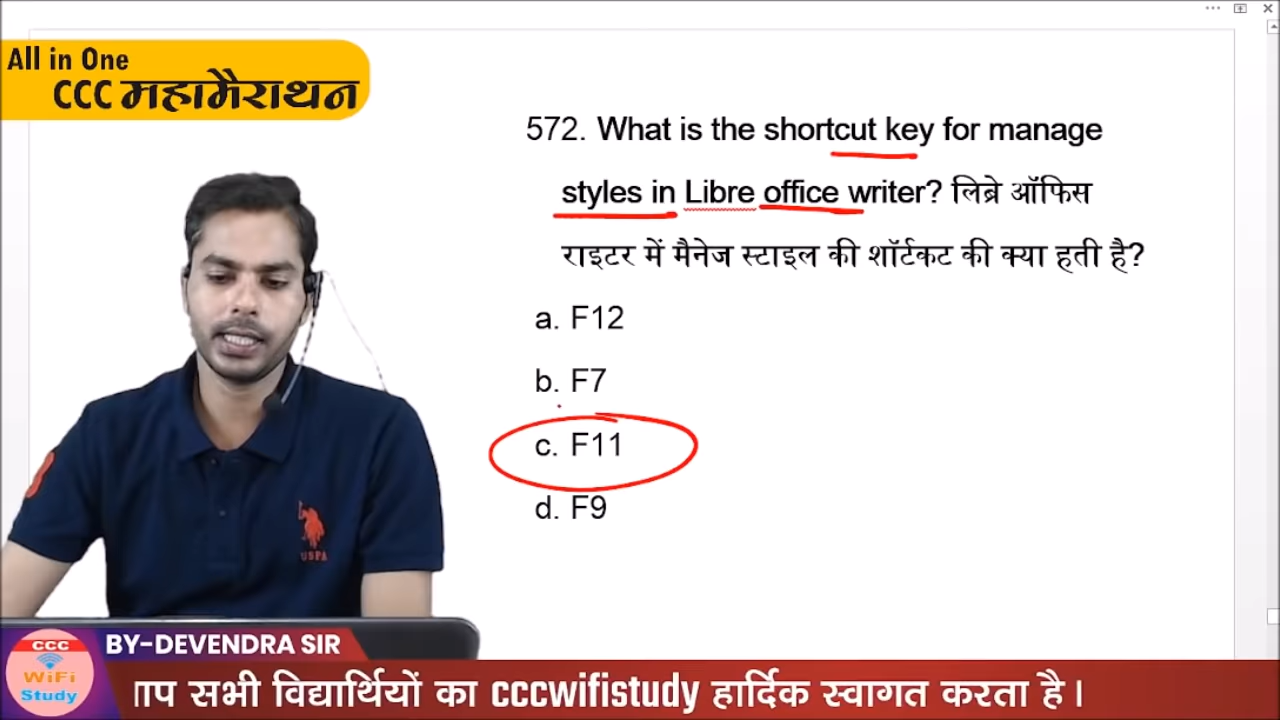 All in One
CCC महामैराथन
572. What is the shortcut key for manage
styles in Libre office writer? लिब्रे ऑफिस
राइटर में मैनेज स्टाइल की शॉर्टकट की क्या हती है?
a. F12
b. F7
c. F11
d. F9
USPA
CCC
WiFi
Study
BY-DEVENDRA SIR
सभी विद्यार्थियों का cccwifistudy हार्दिक स्वागत करता है।